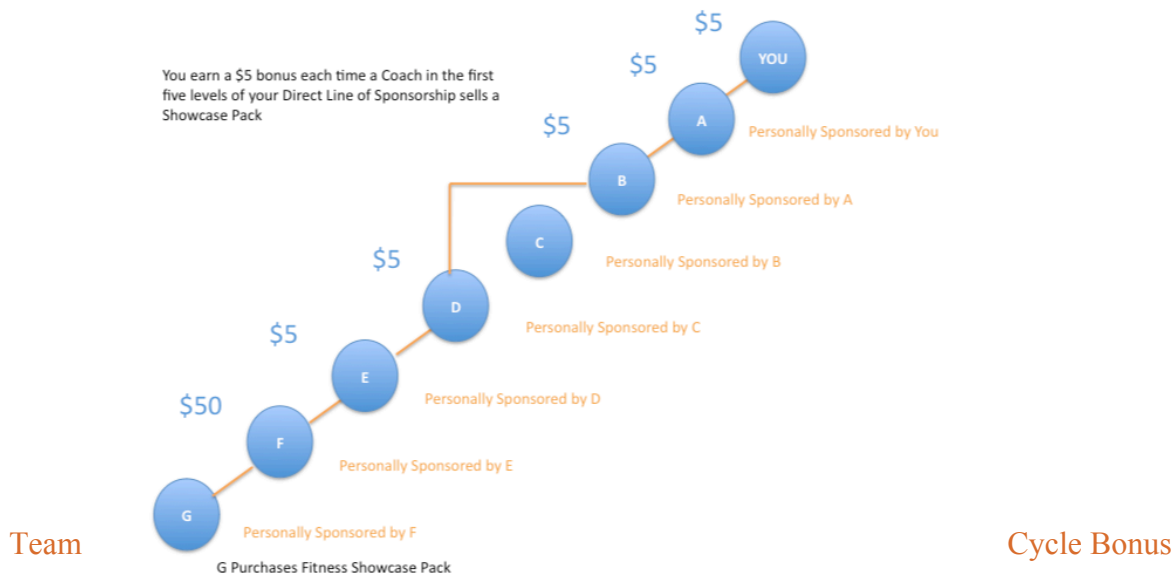 $5
YOU
You earn a $5 bonus each time a Coach in the first
five levels of your Direct Line of Sponsorship sells a
Showcase Pack
$5
A
Personally Sponsored by You
$5
B
Personally Sponsored by A
C
Personally Sponsored by B
$5
D
Personally Sponsored by C
$5
E
Personally Sponsored by D
$50
F
Personally Sponsored by E
G
Personally Sponsored by F
Team Cycle Bonus
G Purchases Fitness Showcase Pack